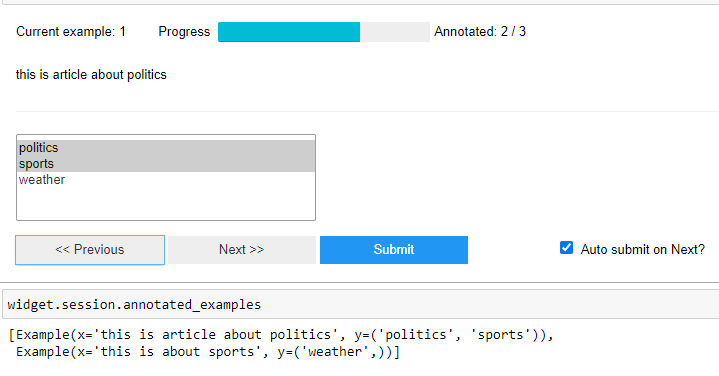 Current example: 1 Progress Annotated: 2 / 3
this is article about politics
politics
sports
weather
<< Previous Next >> Submit Auto submit on Next?
widget.session.annotated_examples
[Example(x='this is article about politics', y=('politics', 'sports')),
Example(x='this is about sports', y=('weather',))]